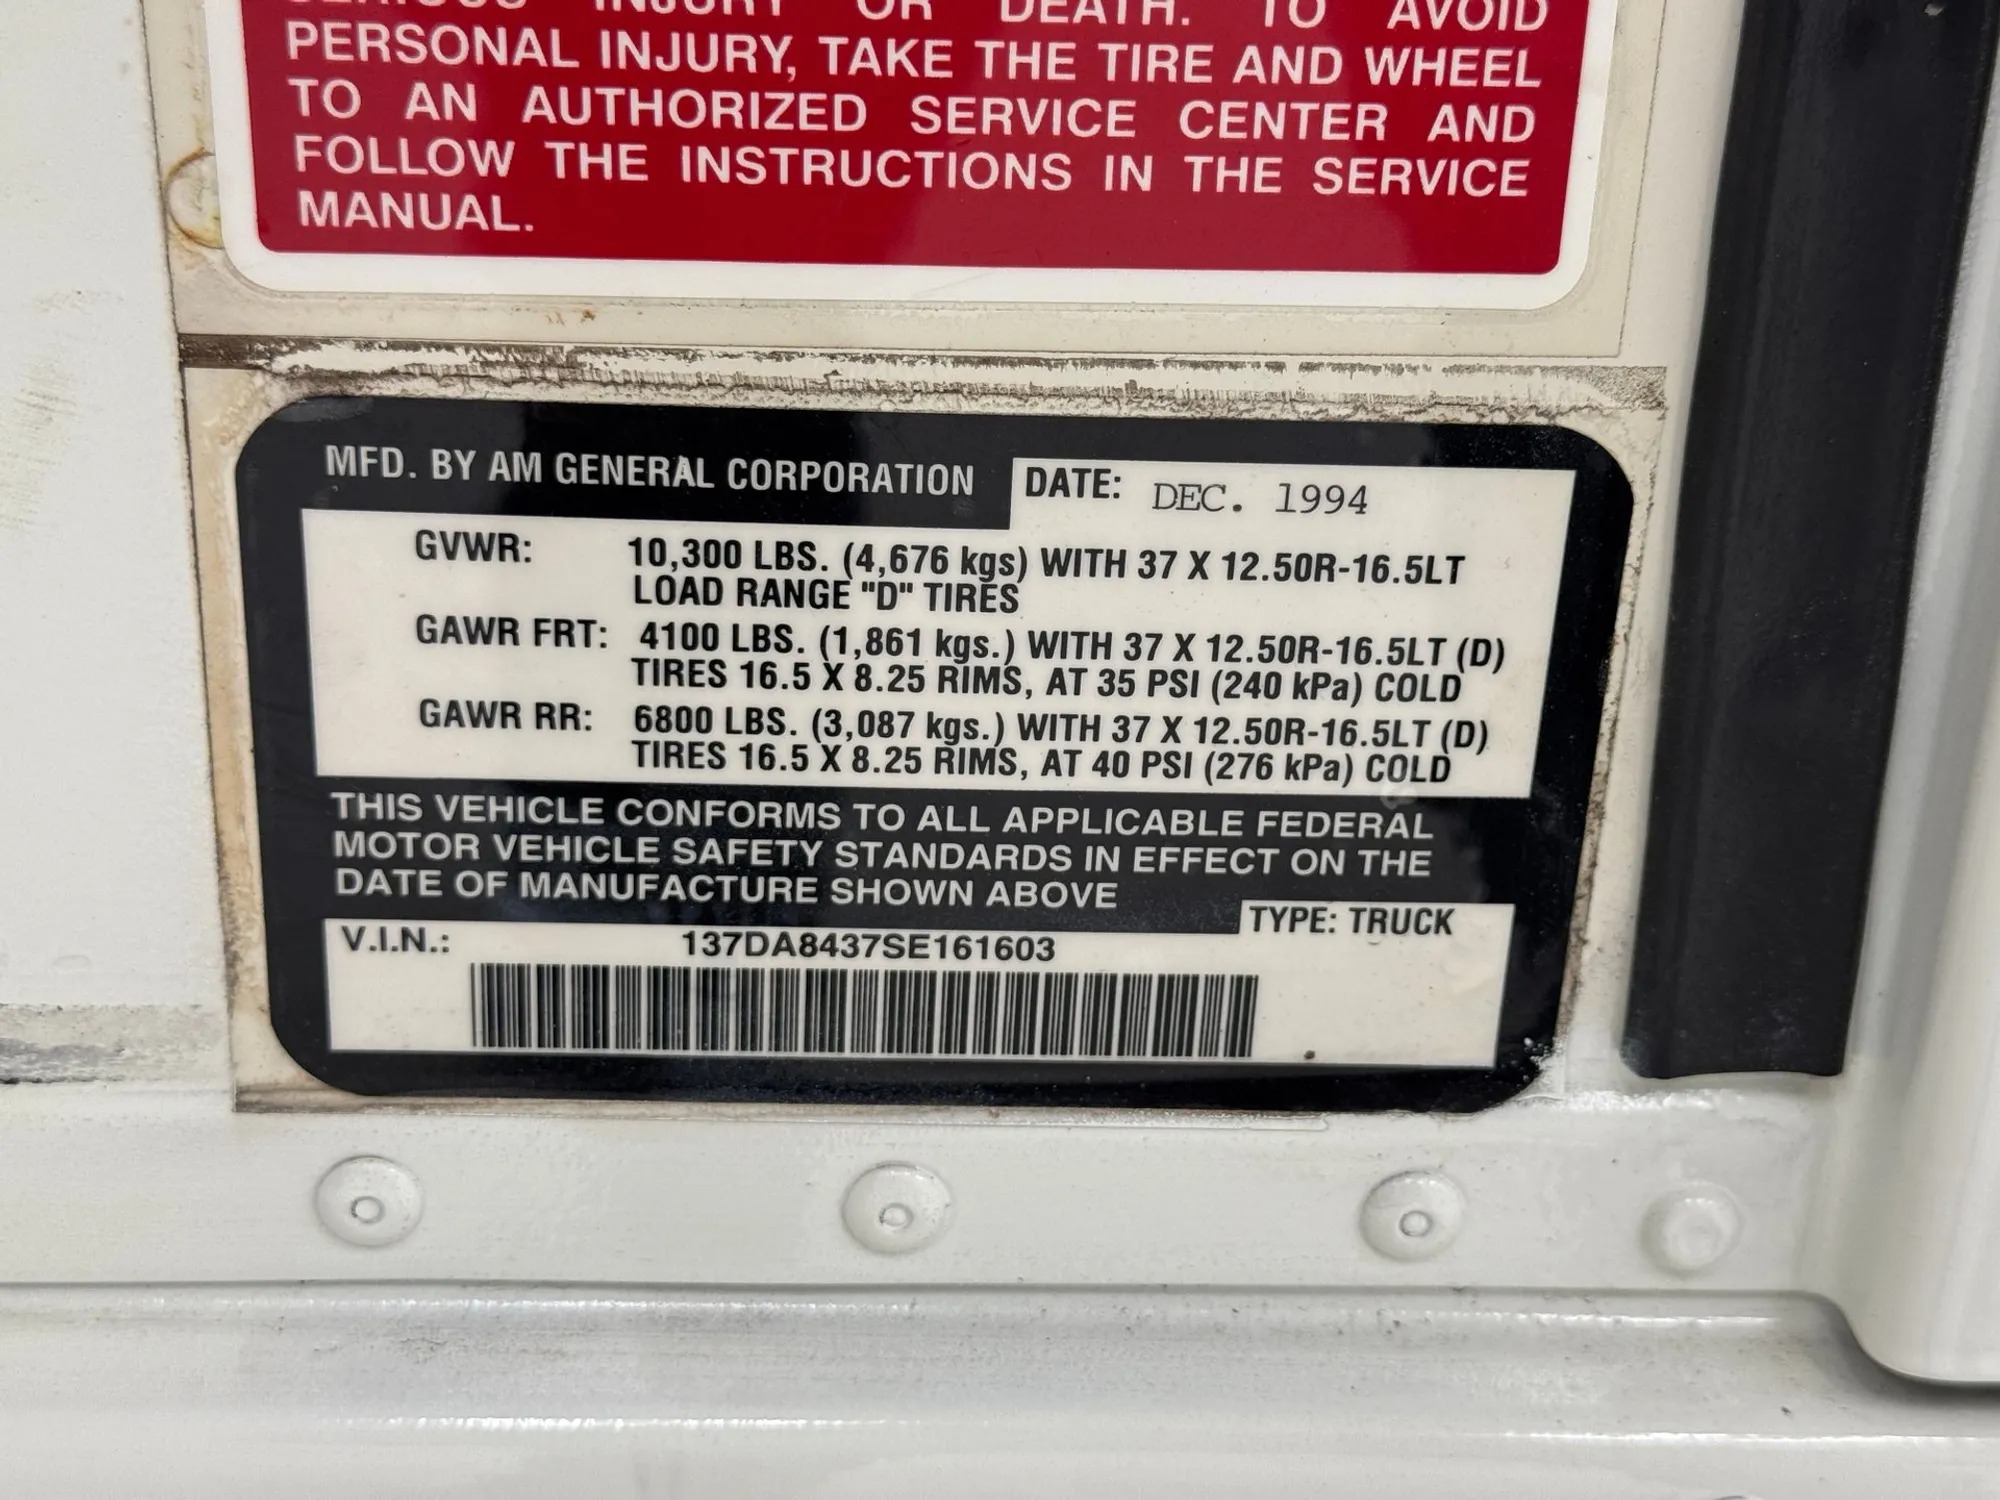 SERIOUS INJURY OR DEATH. TO AVOID
PERSONAL INJURY, TAKE THE TIRE AND WHEEL
TO AN AUTHORIZED SERVICE CENTER AND
FOLLOW THE INSTRUCTIONS IN THE SERVICE
MANUAL.
MFD. BY AM GENERAL CORPORATION DATE: DEC. 1994
GVWR: 10,300 LBS. (4,676 kgs) WITH 37 X 12.50R-16.5LT
LOAD RANGE "D" TIRES
GAWR FRT: 4100 LBS. (1,861 kgs.) WITH 37 X 12.50R-16.5LT (D)
TIRES 16.5 X 8.25 RIMS, AT 35 PSI (240 kPa) COLD
GAWR RR: 6800 LBS. (3,087 kgs.) WITH 37 X 12.50R-16.5LT (D)
TIRES 16.5 X 8.25 RIMS, AT 40 PSI (276 kPa) COLD
THIS VEHICLE CONFORMS TO ALL APPLICABLE FEDERAL
MOTOR VEHICLE SAFETY STANDARDS IN EFFECT ON THE
DATE OF MANUFACTURE SHOWN ABOVE
TYPE: TRUCK
V.I.N.: 137DA8437SE161603